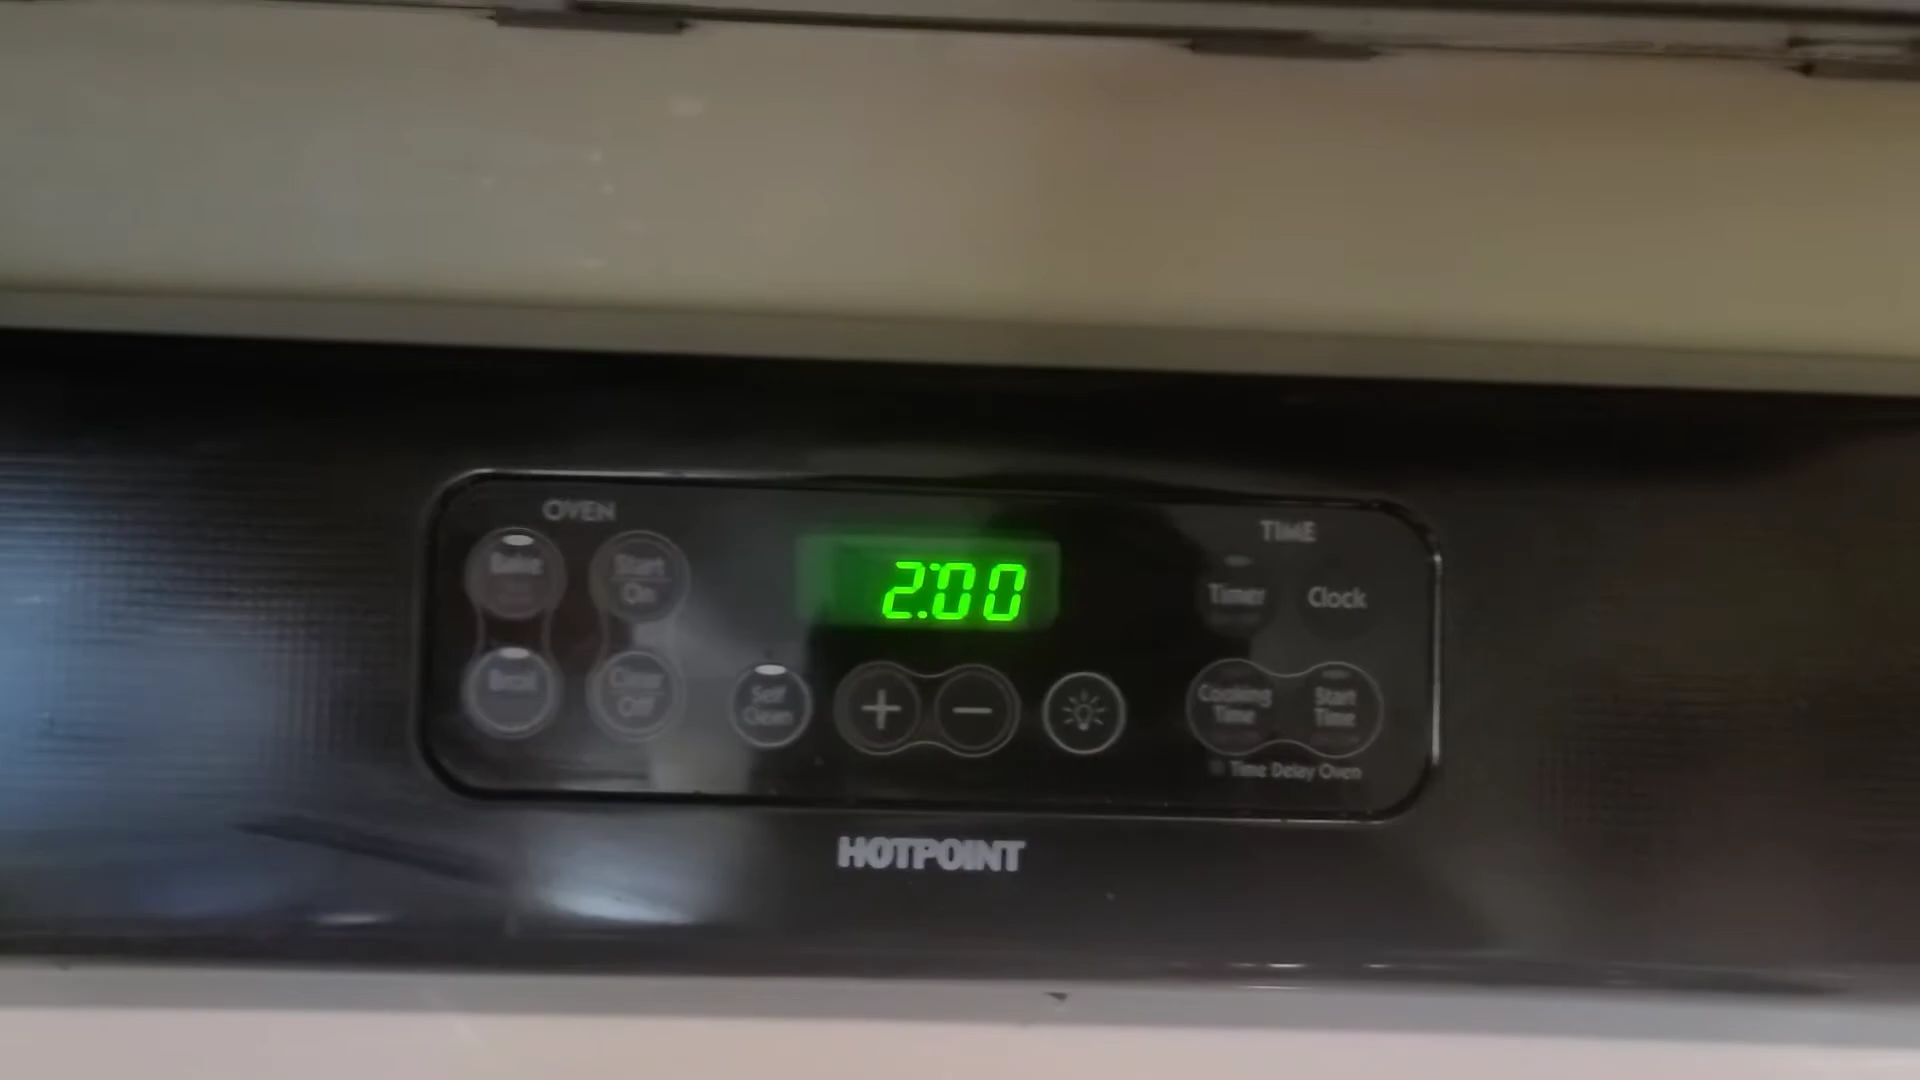 OVEN
TIME
Bake
Start
On
2:00
Timer
Clock
Broil
Clear
Off
Self
Clean
+
−
Cooking
Time
Start
Time
Time Delay Oven
HOTPOINT